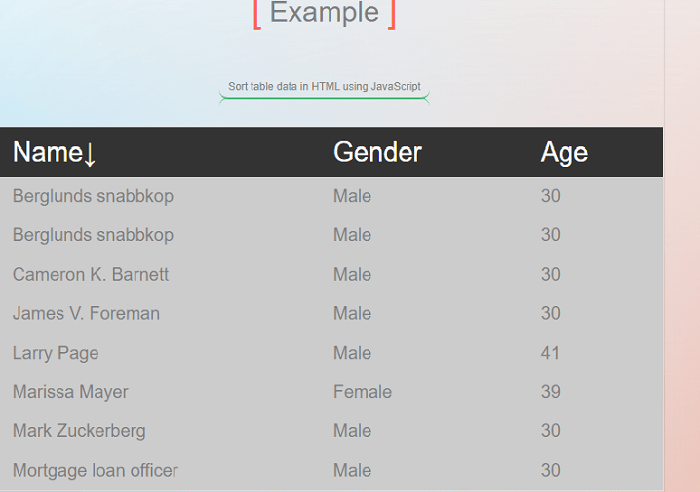 [ Example ]
Sort table data in HTML using JavaScript
Name↓ Gender Age
Berglunds snabbkop Male 30
Berglunds snabbkop Male 30
Cameron K. Barnett Male 30
James V. Foreman Male 30
Larry Page Male 41
Marissa Mayer Female 39
Mark Zuckerberg Male 30
Mortgage loan officer Male 30